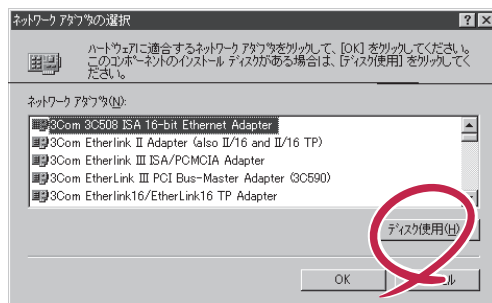 ﾈｯﾄﾜｰｸ ｱﾀﾞﾌﾟﾀの選択
ﾊｰﾄﾞｳｪｱに適合するﾈｯﾄﾜｰｸ ｱﾀﾞﾌﾟﾀをｸﾘｯｸして、[OK] をｸﾘｯｸしてください。
このｺﾝﾎﾟｰﾈﾝﾄのｲﾝｽﾄｰﾙ ﾃﾞｨｽｸがある場合は、[ﾃﾞｨｽｸ使用] をｸﾘｯｸしてく
ださい。
ﾈｯﾄﾜｰｸ ｱﾀﾞﾌﾟﾀ(N):
3Com 3C508 ISA 16-bit Ethernet Adapter
3Com Etherlink II Adapter (also II/16 and II/16 TP)
3Com Etherlink III ISA/PCMCIA Adapter
3Com EtherLink III PCI Bus-Master Adapter (3C590)
3Com Etherlink16/EtherLink16 TP Adapter
ﾃﾞｨｽｸ使用(H)
OK